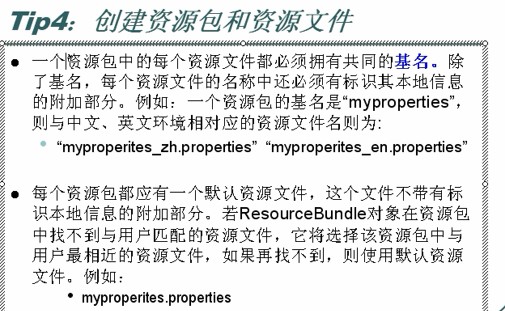 Tip4：创建资源包和资源文件
一个资源包中的每个资源文件都必须拥有共同的基名。除
了基名，每个资源文件的名称中还必须有标识其本地信息
的附加部分。例如：一个资源包的基名是“myproperties”，
则与中文、英文环境相对应的资源文件名则为:
“myproperites_zh.properties” “myproperites_en.properties”
每个资源包都应有一个默认资源文件，这个文件不带有标
识本地信息的附加部分。若ResourceBundle对象在资源包
中找不到与用户匹配的资源文件，它将选择该资源包中与
用户最相近的资源文件，如果再找不到，则使用默认资源
文件。例如：
myproperites.properties